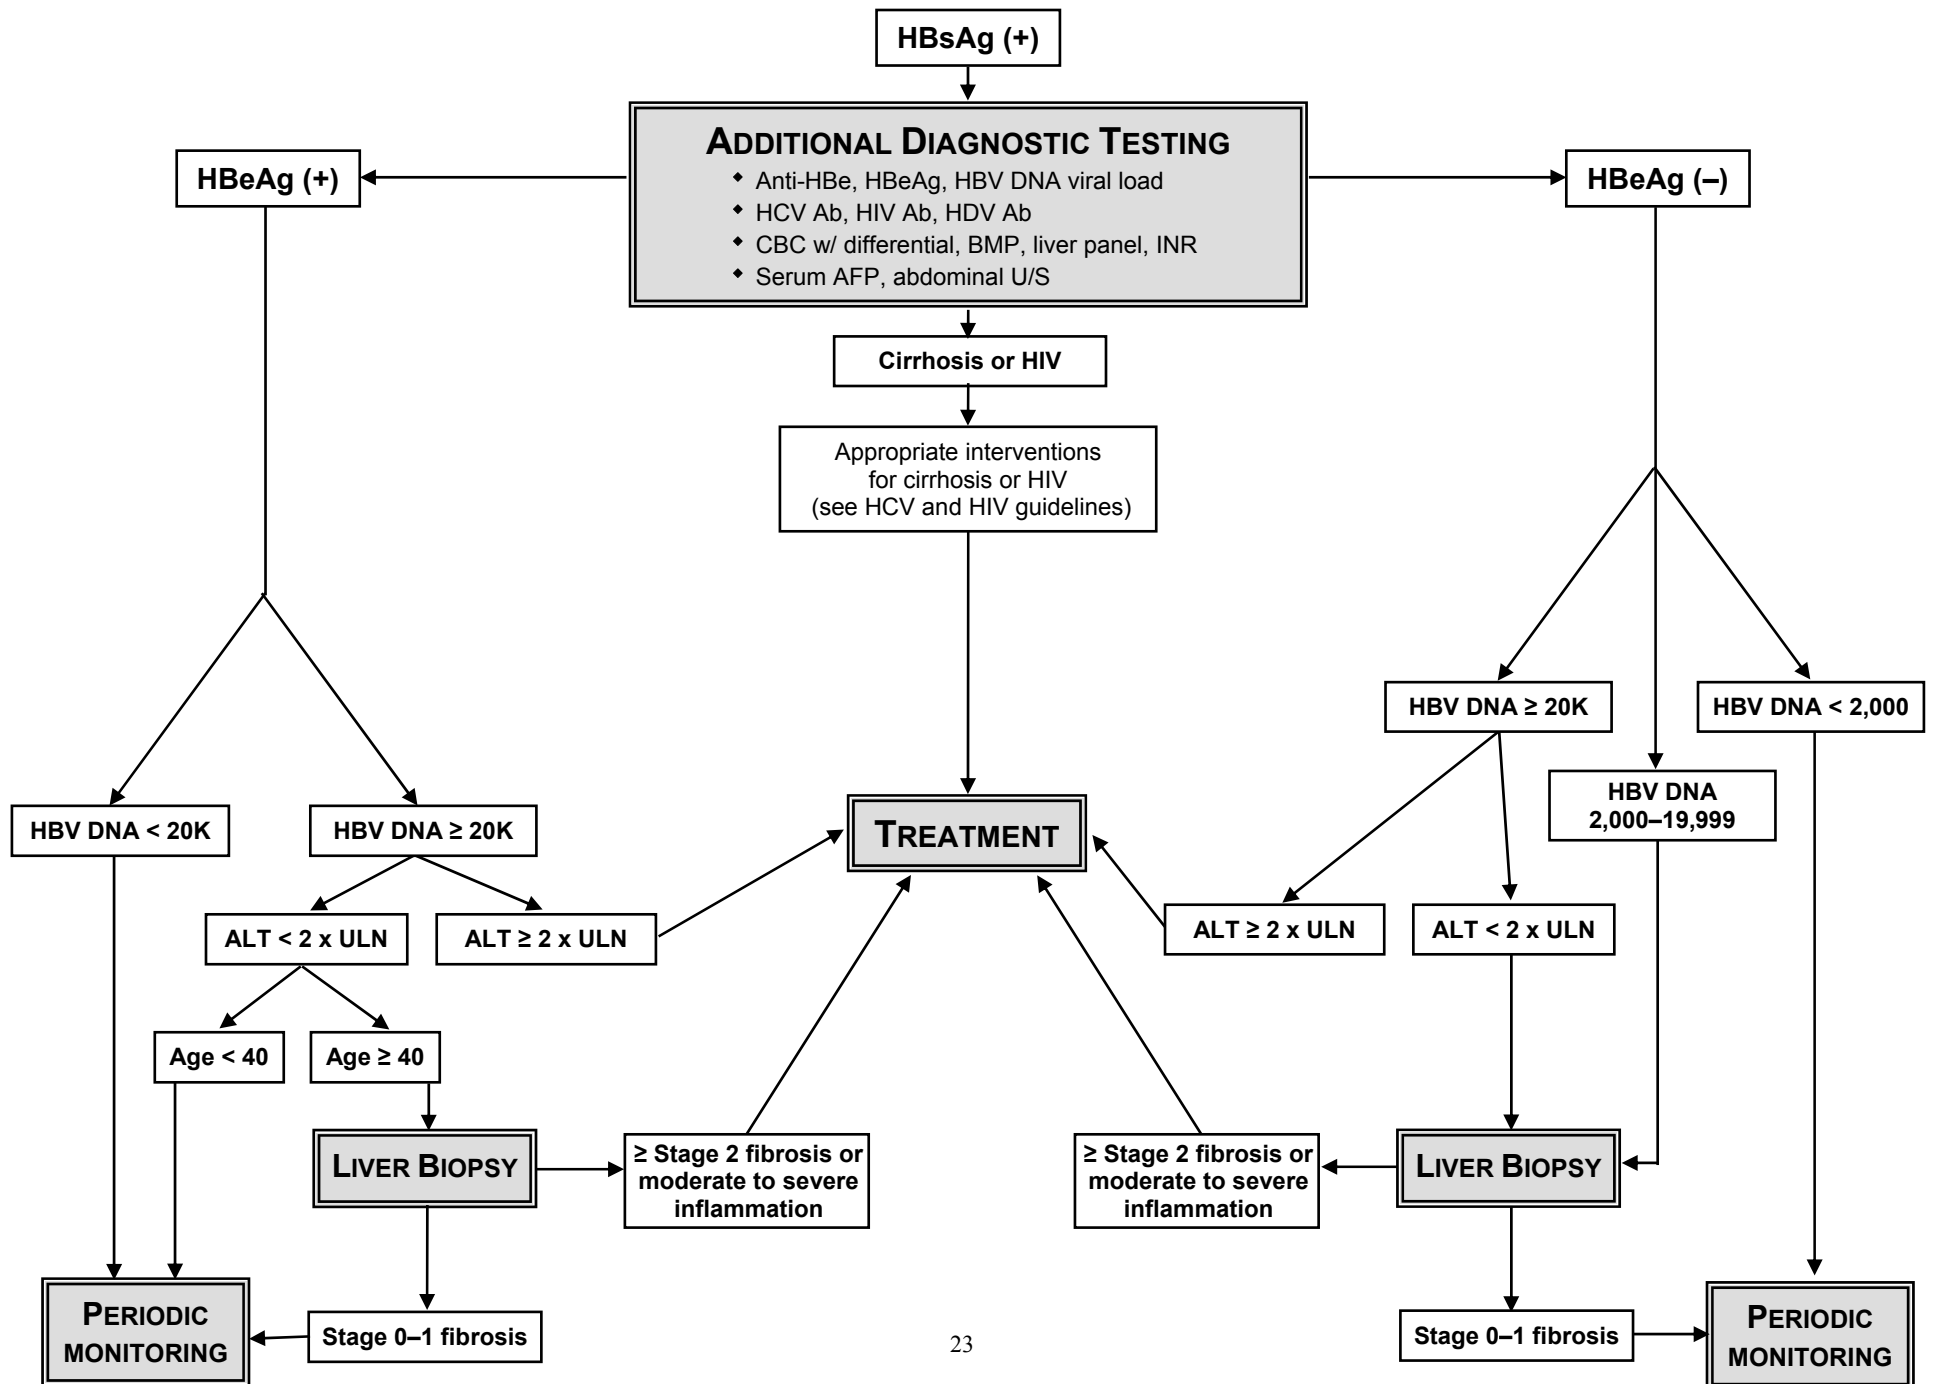 HBsAg (+)
ADDITIONAL DIAGNOSTIC TESTING
◆ Anti-HBe, HBeAg, HBV DNA viral load
◆ HCV Ab, HIV Ab, HDV Ab
◆ CBC w/ differential, BMP, liver panel, INR
◆ Serum AFP, abdominal U/S
HBeAg (+)
HBeAg (–)
Cirrhosis or HIV
Appropriate interventions
for cirrhosis or HIV
(see HCV and HIV guidelines)
HBV DNA ≥ 20K
HBV DNA < 2,000
HBV DNA
2,000–19,999
HBV DNA < 20K
HBV DNA ≥ 20K
TREATMENT
ALT < 2 x ULN
ALT ≥ 2 x ULN
ALT ≥ 2 x ULN
ALT < 2 x ULN
Age < 40
Age ≥ 40
LIVER BIOPSY
≥ Stage 2 fibrosis or
moderate to severe
inflammation
≥ Stage 2 fibrosis or
moderate to severe
inflammation
LIVER BIOPSY
PERIODIC
MONITORING
Stage 0–1 fibrosis
23
Stage 0–1 fibrosis
PERIODIC
MONITORING